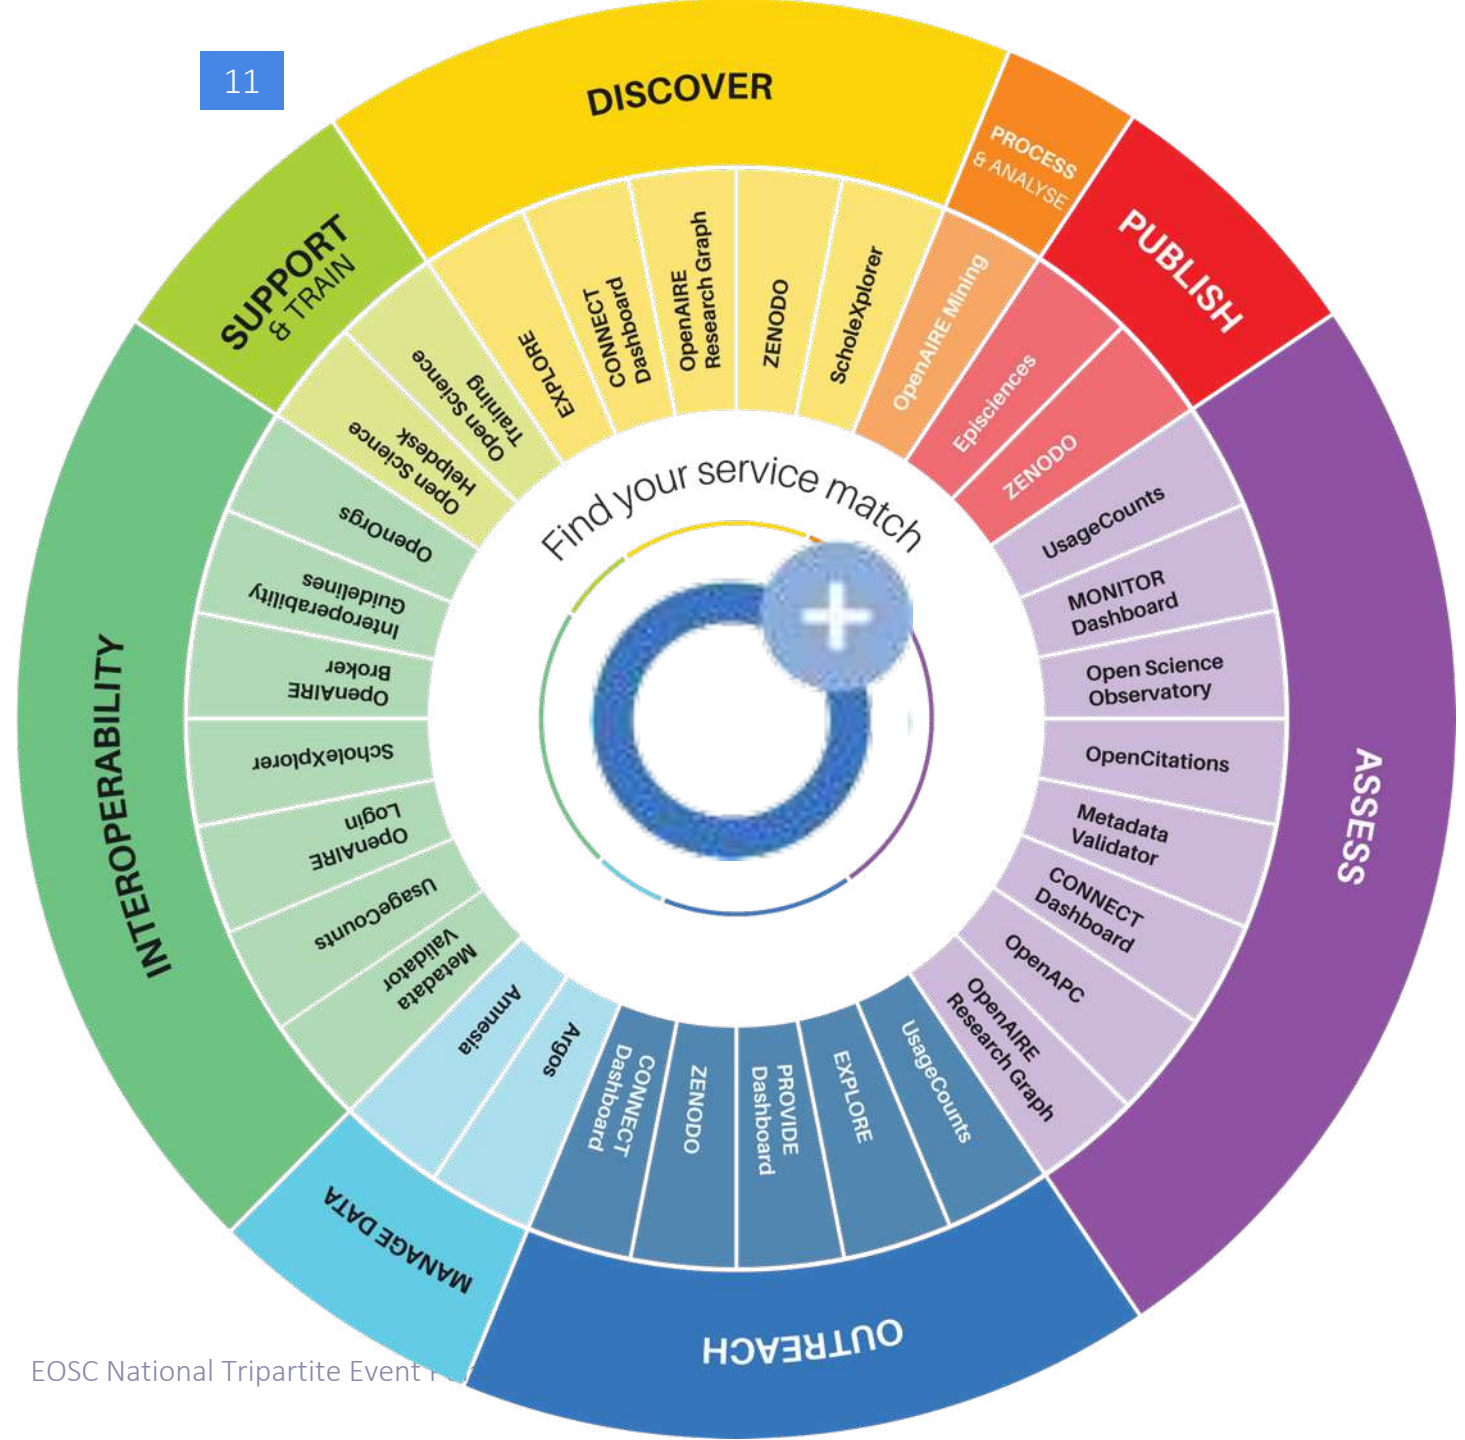 11
DISCOVER
EXPLORE
CONNECT
Dashboard
OpenAIRE
Research Graph
ZENODO
ScholeXplorer
PROCESS
& ANALYSE
OpenAIRE Mining
PUBLISH
Episciences
ZENODO
ASSESS
UsageCounts
MONITOR
Dashboard
Open Science
Observatory
OpenCitations
Metadata
Validator
CONNECT
Dashboard
OpenAPC
OpenAIRE
Research Graph
OUTREACH
UsageCounts
EXPLORE
PROVIDE
Dashboard
ZENODO
CONNECT
Dashboard
MANAGE DATA
Argos
Amnesia
INTEROPERABILITY
Metadata
Validator
UsageCounts
OpenAIRE
Login
ScholeXplorer
OpenAIRE
Broker
Interoperability
Guidelines
OpenOrgs
SUPPORT
& TRAIN
Open Science
Helpdesk
Open Science
Training
Find your service match
EOSC National Tripartite Event